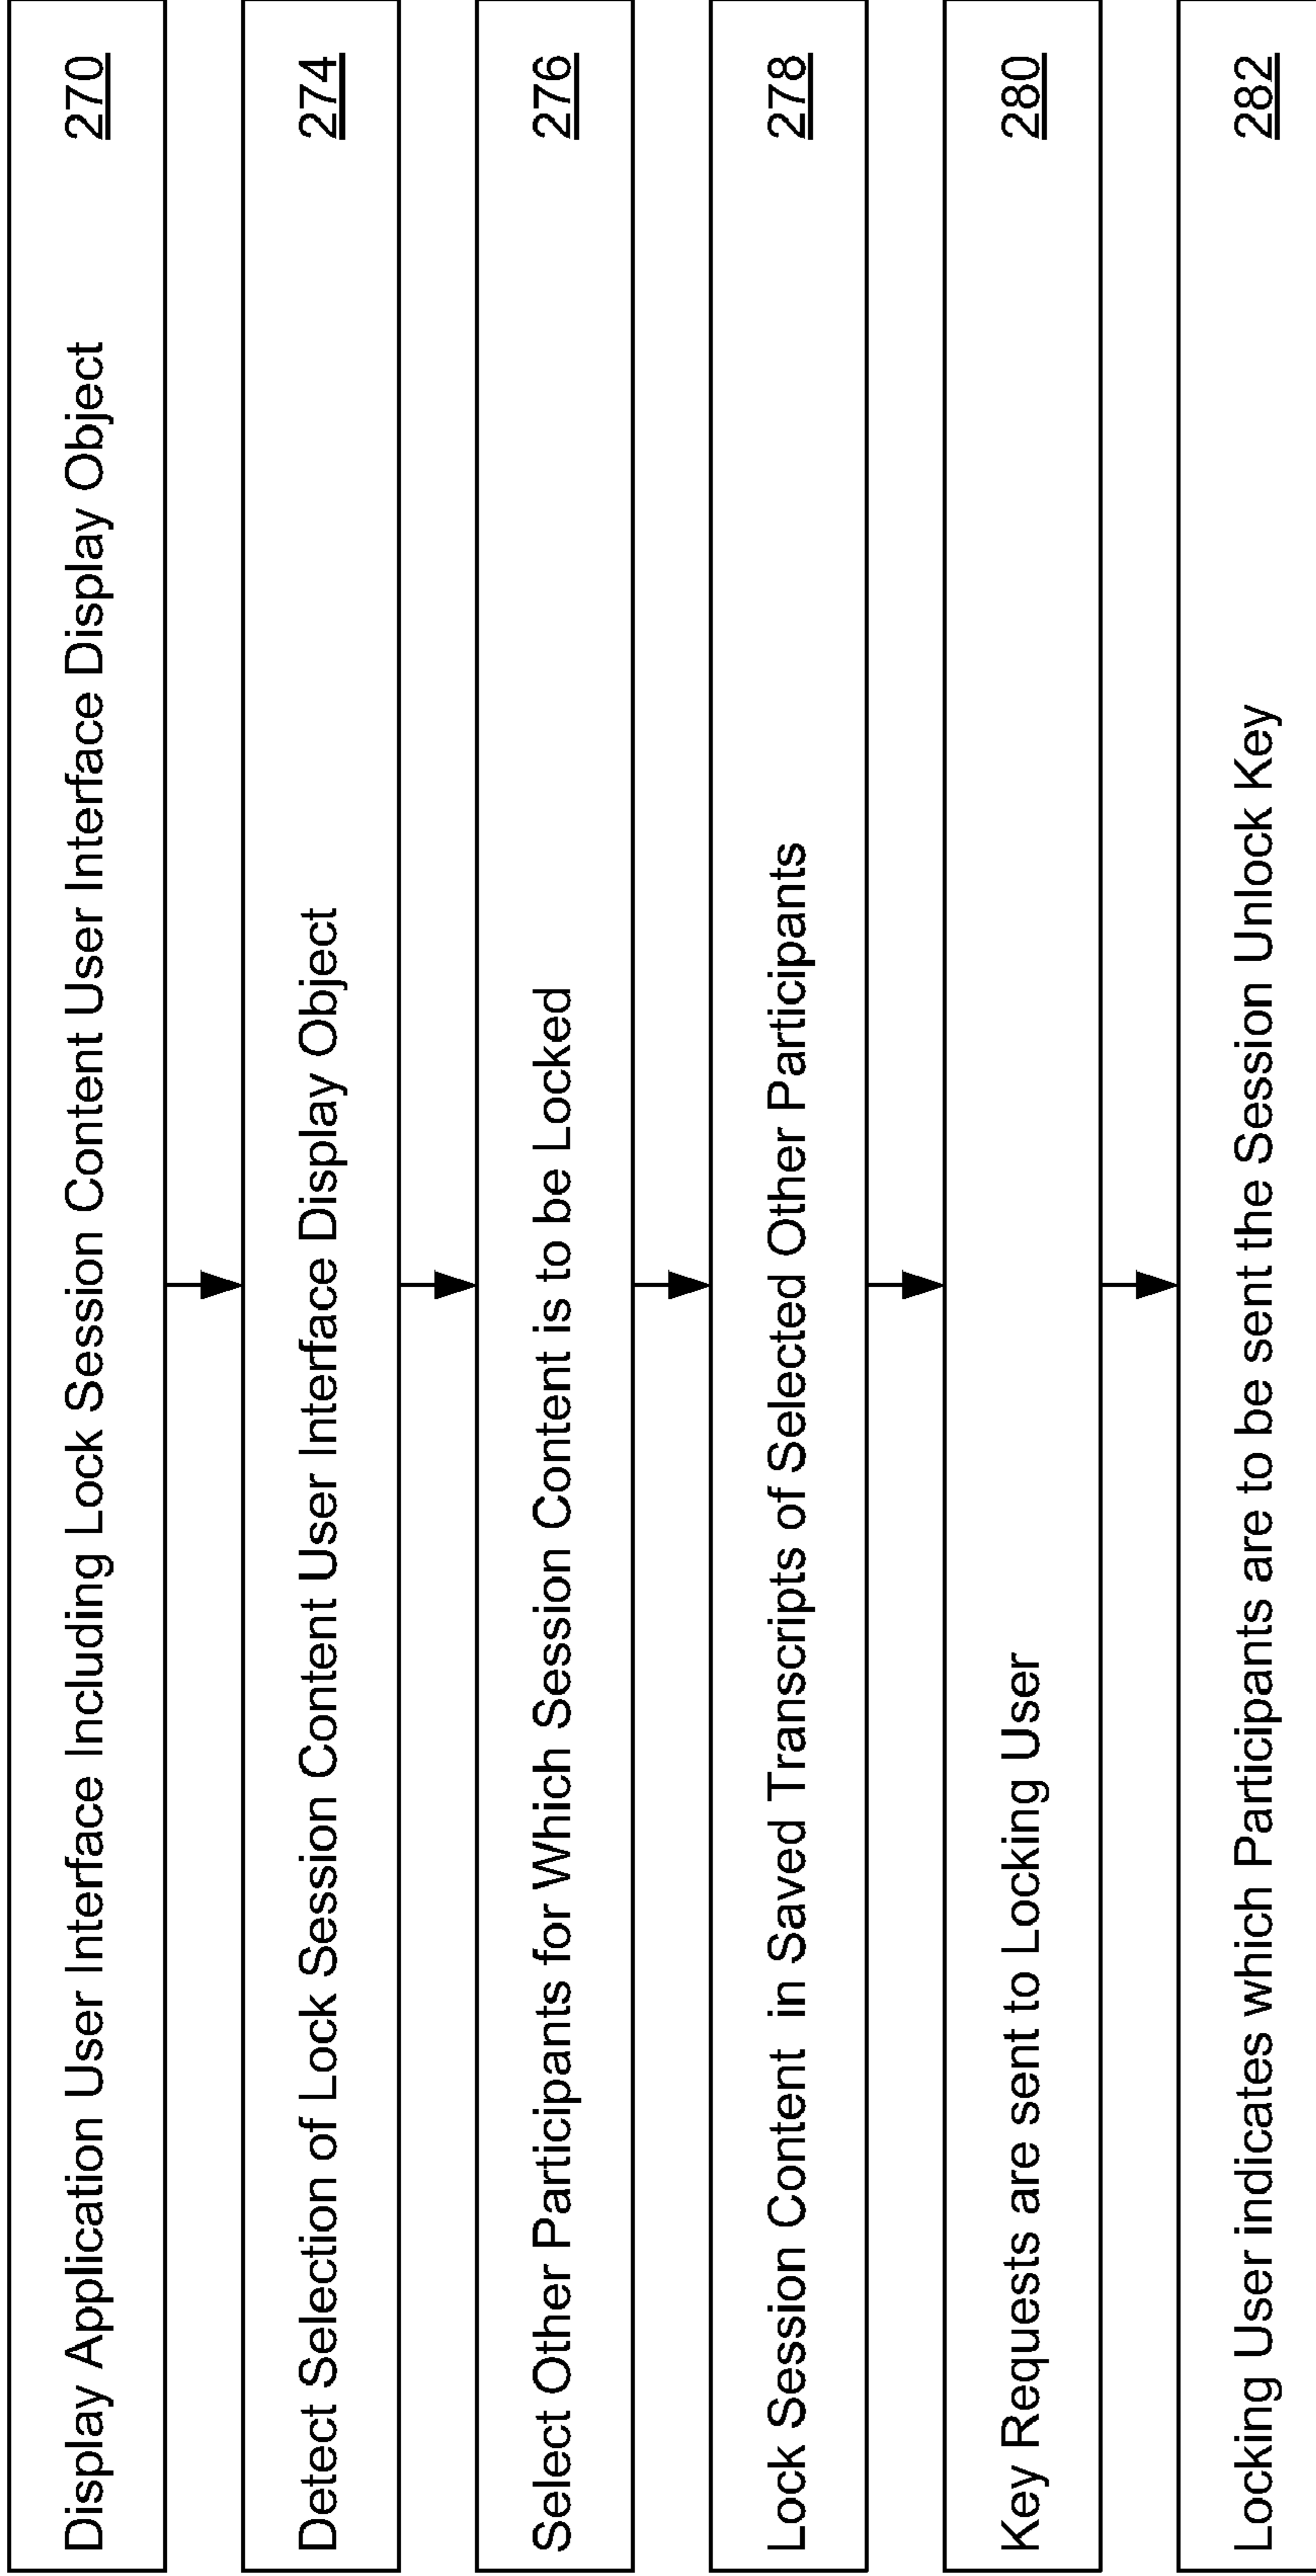 Display Application User Interface Including Lock Session Content User Interface Display Object 270
Detect Selection of Lock Session Content User Interface Display Object 274
Select Other Participants for Which Session Content is to be Locked 276
Lock Session Content in Saved Transcripts of Selected Other Participants 278
Key Requests are sent to Locking User 280
Locking User indicates which Participants are to be sent the Session Unlock Key 282